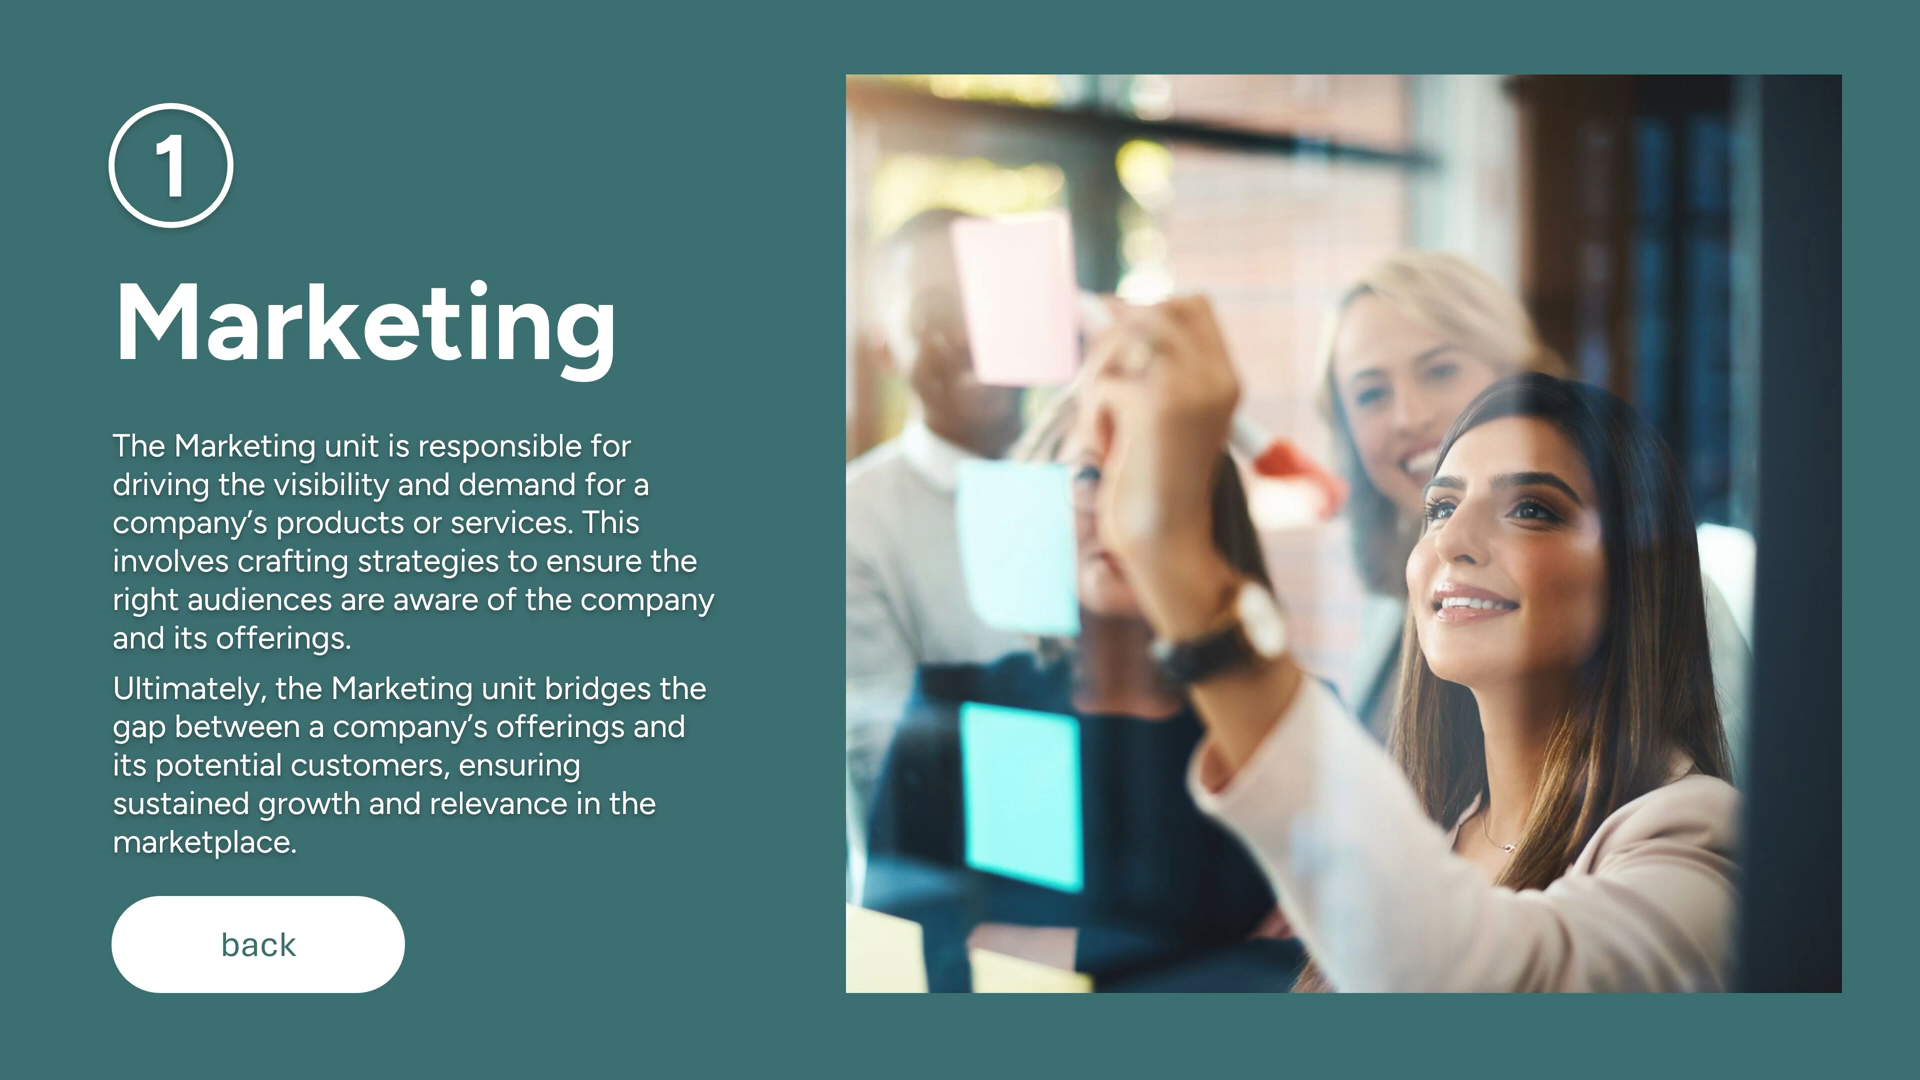 1
Marketing
The Marketing unit is responsible for
driving the visibility and demand for a
company’s products or services. This
involves crafting strategies to ensure the
right audiences are aware of the company
and its offerings.
Ultimately, the Marketing unit bridges the
gap between a company’s offerings and
its potential customers, ensuring
sustained growth and relevance in the
marketplace.
back